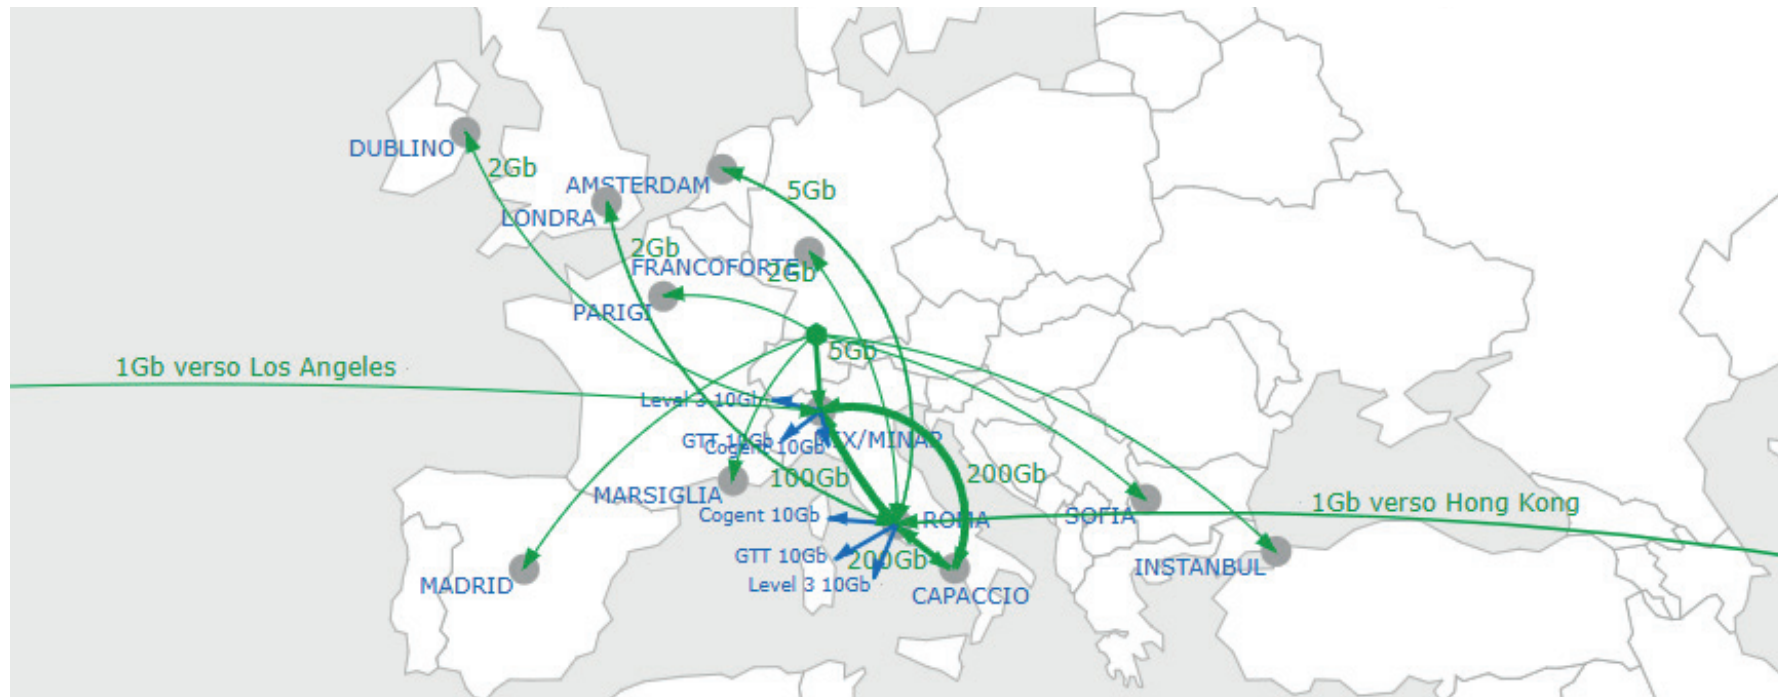 DUBLINO
2Gb
AMSTERDAM
5Gb
LONDRA
2Gb
FRANCOFORTE
2Gb
PARIGI
5Gb
1Gb verso Los Angeles
Level 3 10Gb
GTT 10Gb
MIX/MINAP
Cogent 10Gb
100Gb
200Gb
MARSIGLIA
1Gb verso Hong Kong
Cogent 10Gb
ROMA
SOFIA
GTT 10Gb
200Gb
INSTANBUL
MADRID
Level 3 10Gb
CAPACCIO